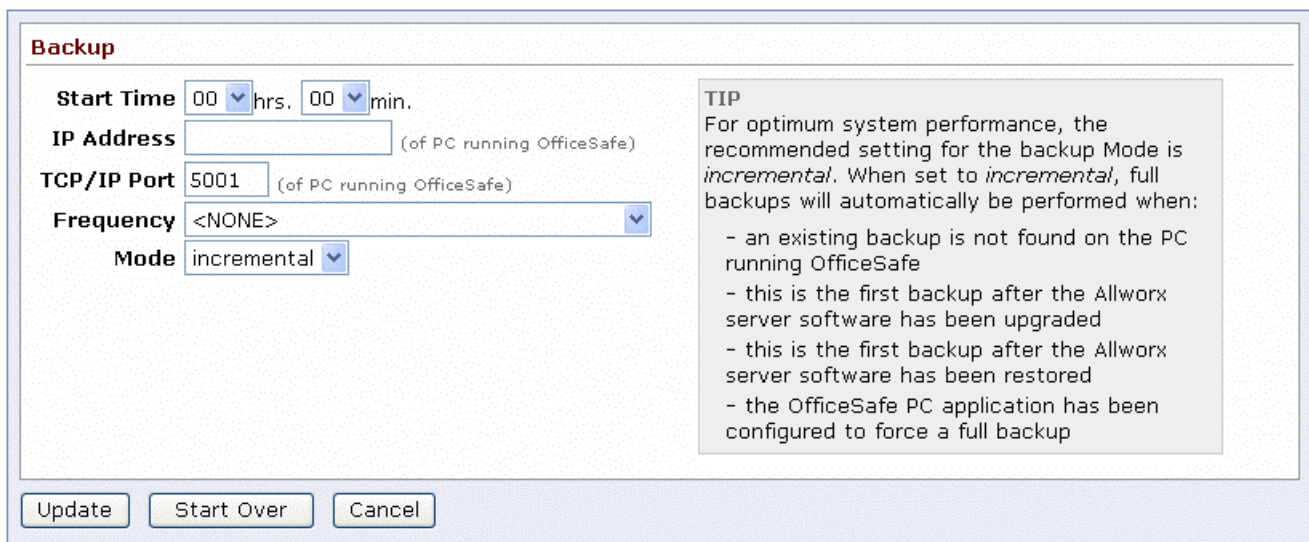 Backup
Start Time 00 hrs. 00 min.
IP Address (of PC running OfficeSafe)
TCP/IP Port 5001 (of PC running OfficeSafe)
Frequency <NONE>
Mode incremental
TIP
For optimum system performance, the
recommended setting for the backup Mode is
incremental. When set to incremental, full
backups will automatically be performed when:
- an existing backup is not found on the PC
running OfficeSafe
- this is the first backup after the Allworx
server software has been upgraded
- this is the first backup after the Allworx
server software has been restored
- the OfficeSafe PC application has been
configured to force a full backup
Update Start Over Cancel